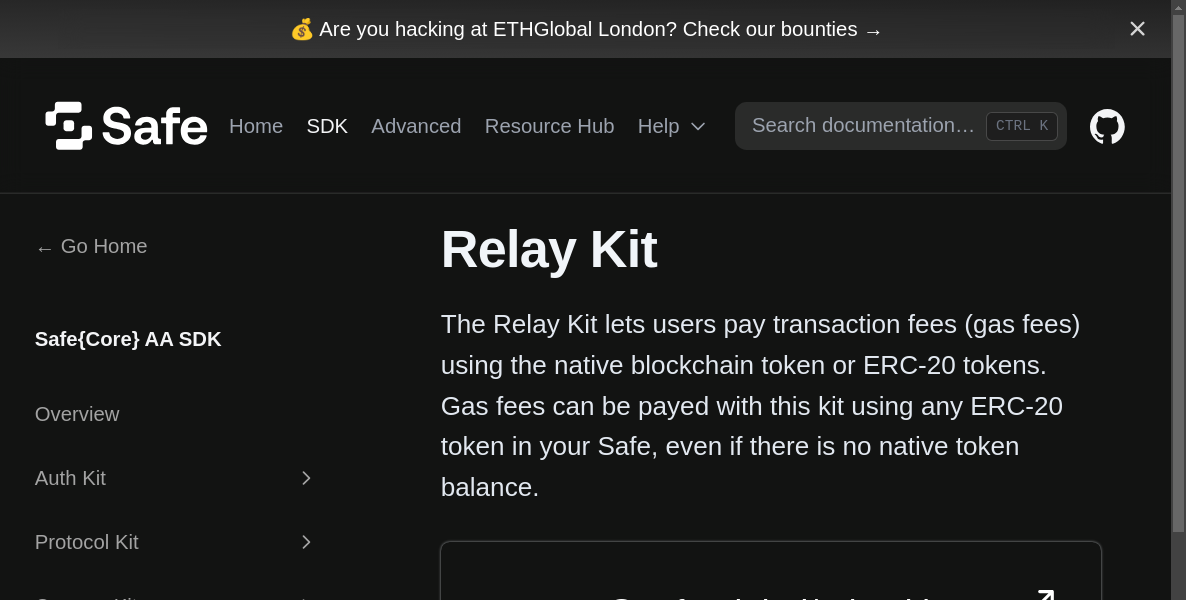 💰 Are you hacking at ETHGlobal London? Check our bounties →
Safe Home SDK Advanced Resource Hub Help Search documentation… CTRL K
← Go Home
Safe{Core} AA SDK
Overview
Auth Kit
Protocol Kit
Relay Kit
The Relay Kit lets users pay transaction fees (gas fees)
using the native blockchain token or ERC-20 tokens.
Gas fees can be payed with this kit using any ERC-20
token in your Safe, even if there is no native token
balance.